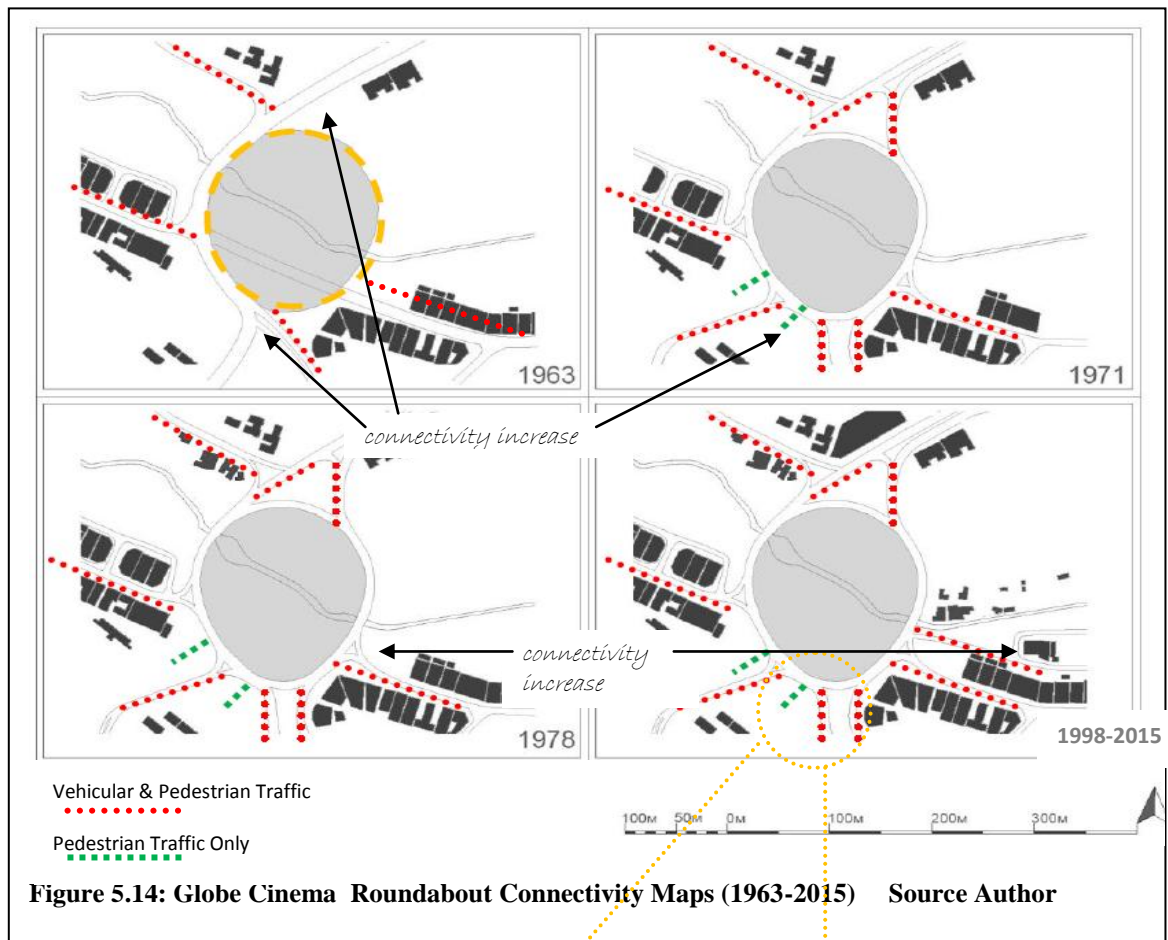 1963
1971
connectivity increase
1978
connectivity
increase
1998-2015
Vehicular & Pedestrian Traffic
Pedestrian Traffic Only
100M 50M 0M 100M 200M 300M
Figure 5.14: Globe Cinema Roundabout Connectivity Maps (1963-2015) Source Author